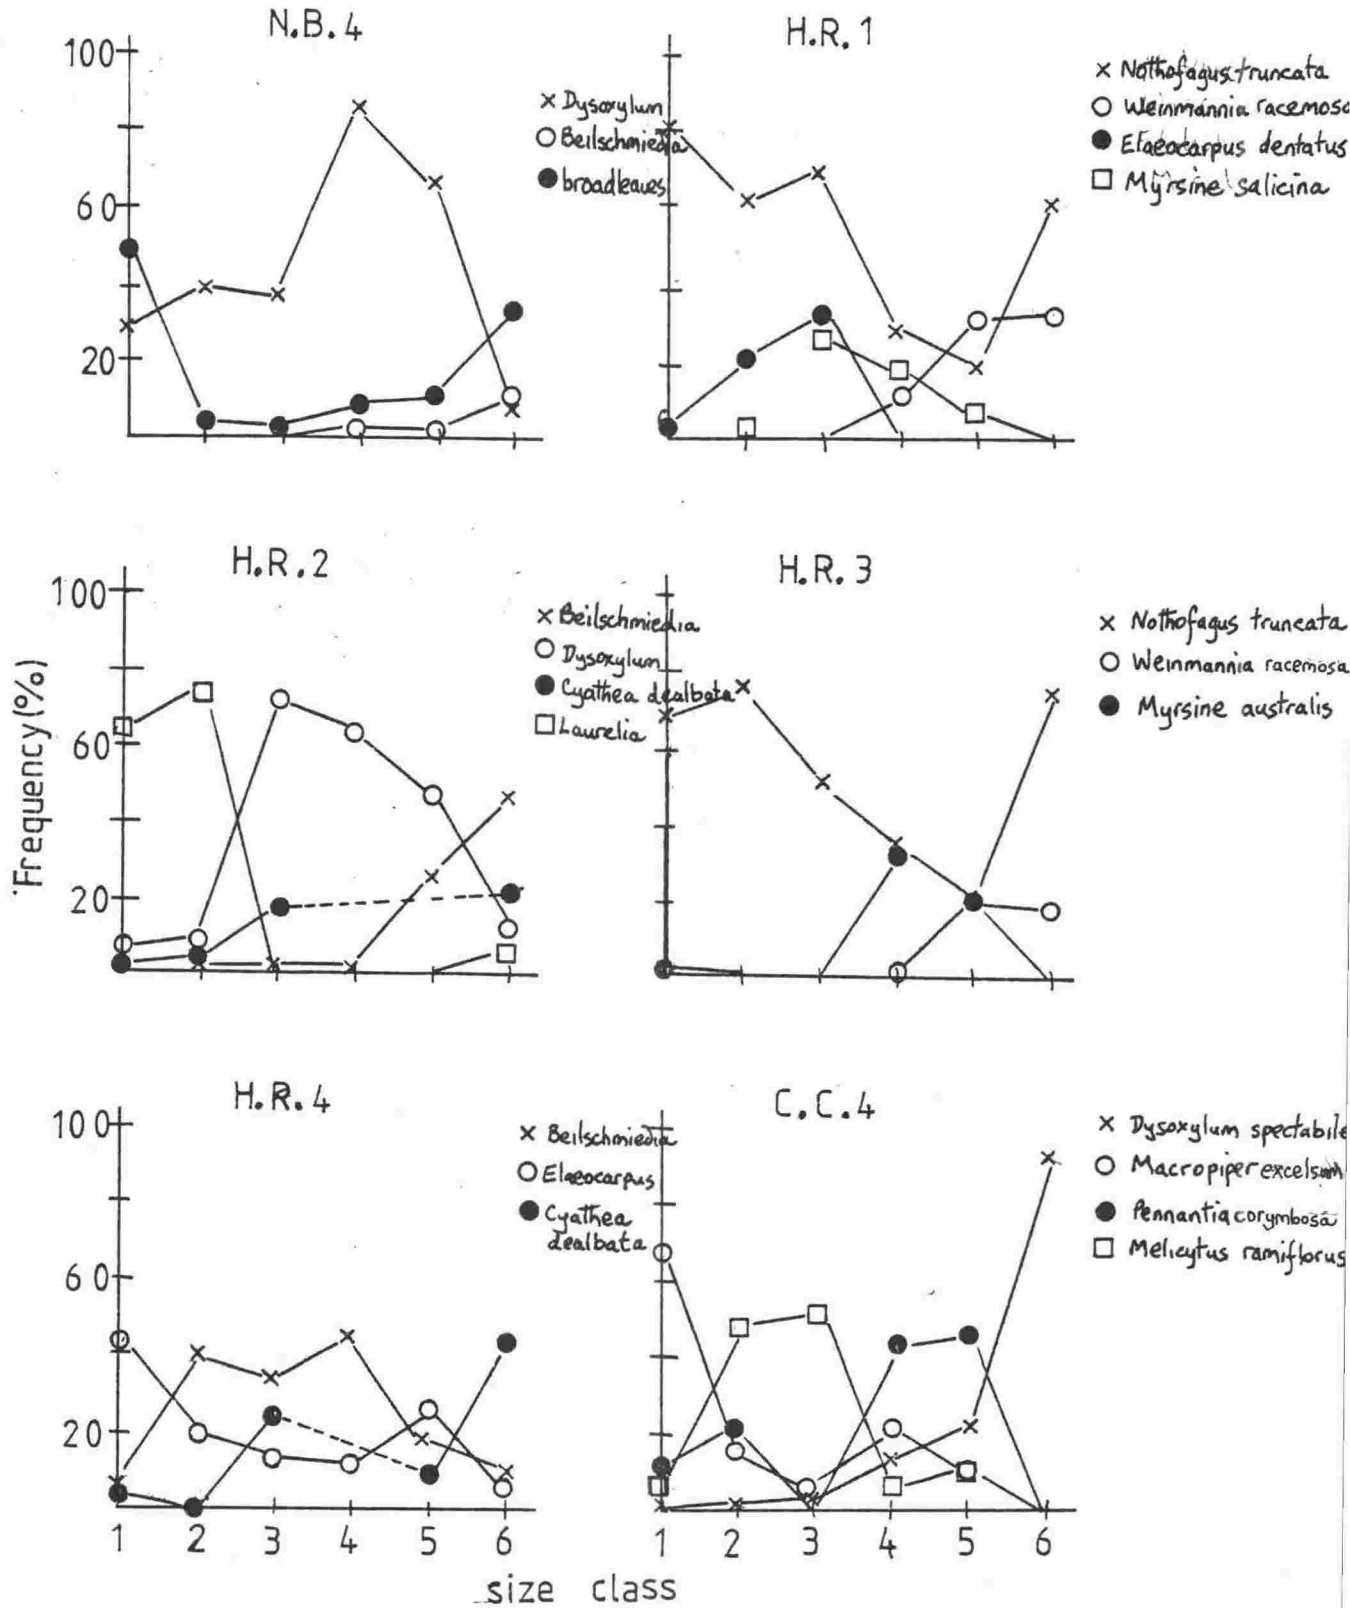 N.B.4
100
60
20
× Dysoxylum
○ Beilschmiedia
● broadleaves
H.R.1
× Nothofagus truncata
○ Weinmannia racemosa
● Elaeocarpus dentatus
□ Myrsine salicina
H.R.2
100
60
20
× Beilschmiedia
○ Dysoxylum
● Cyathea dealbata
□ Laurelia
H.R.3
× Nothofagus truncata
○ Weinmannia racemosa
● Myrsine australis
Frequency (%)
H.R.4
100
60
20
1 2 3 4 5 6
× Beilschmiedia
○ Elaeocarpus
● Cyathea
dealbata
C.C.4
1 2 3 4 5 6
× Dysoxylum spectabile
○ Macropiper excelsum
● Pennantia corymbosa
□ Melicytus ramiflorus
size class